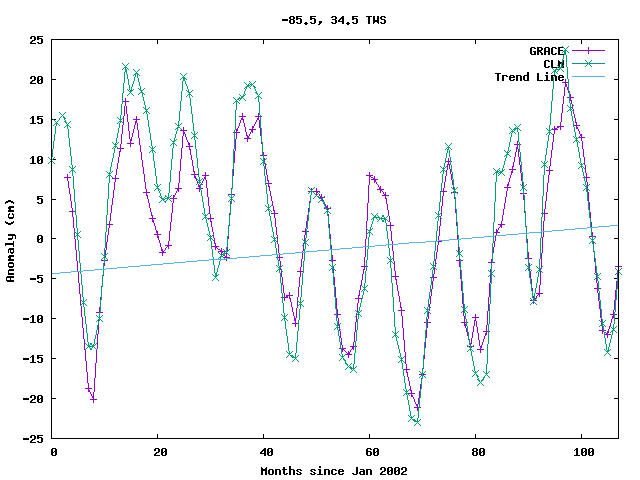 -85.5, 34.5 TWS
GRACE
CLM
Trend Line
25
20
15
10
5
0
-5
-10
-15
-20
-25
Anomaly (cm)
0 20 40 60 80 100
Months since Jan 2002